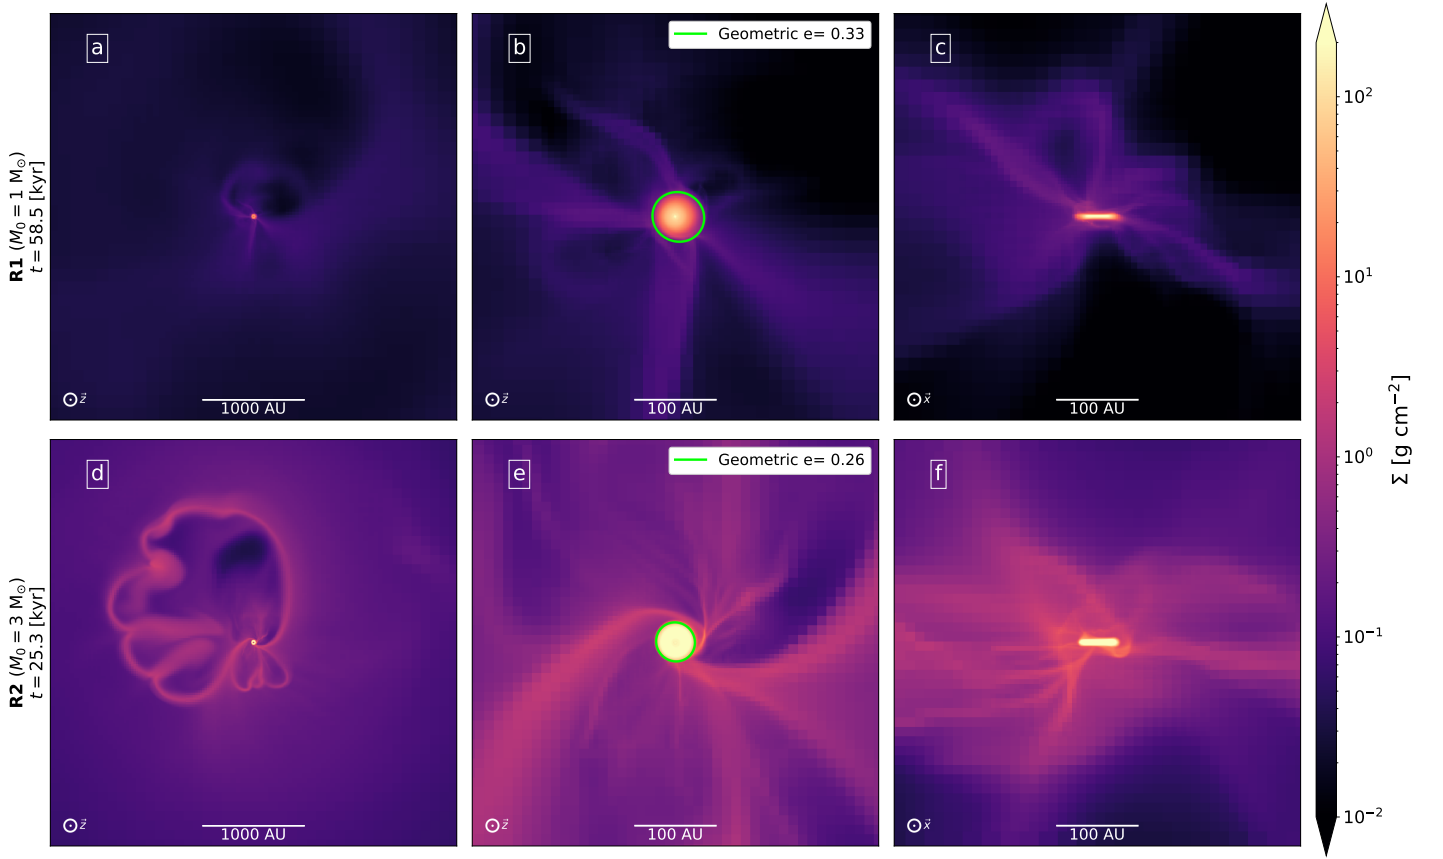 R1 (M₀ = 1 M⊙)
t = 58.5 [kyr]
a
z⃗
1000 AU
b
Geometric e= 0.33
z⃗
100 AU
c
x⃗
100 AU
R2 (M₀ = 3 M⊙)
t = 25.3 [kyr]
d
z⃗
1000 AU
e
Geometric e= 0.26
z⃗
100 AU
f
x⃗
100 AU
10²
10¹
10⁰
10⁻¹
10⁻²
Σ [g cm⁻²]